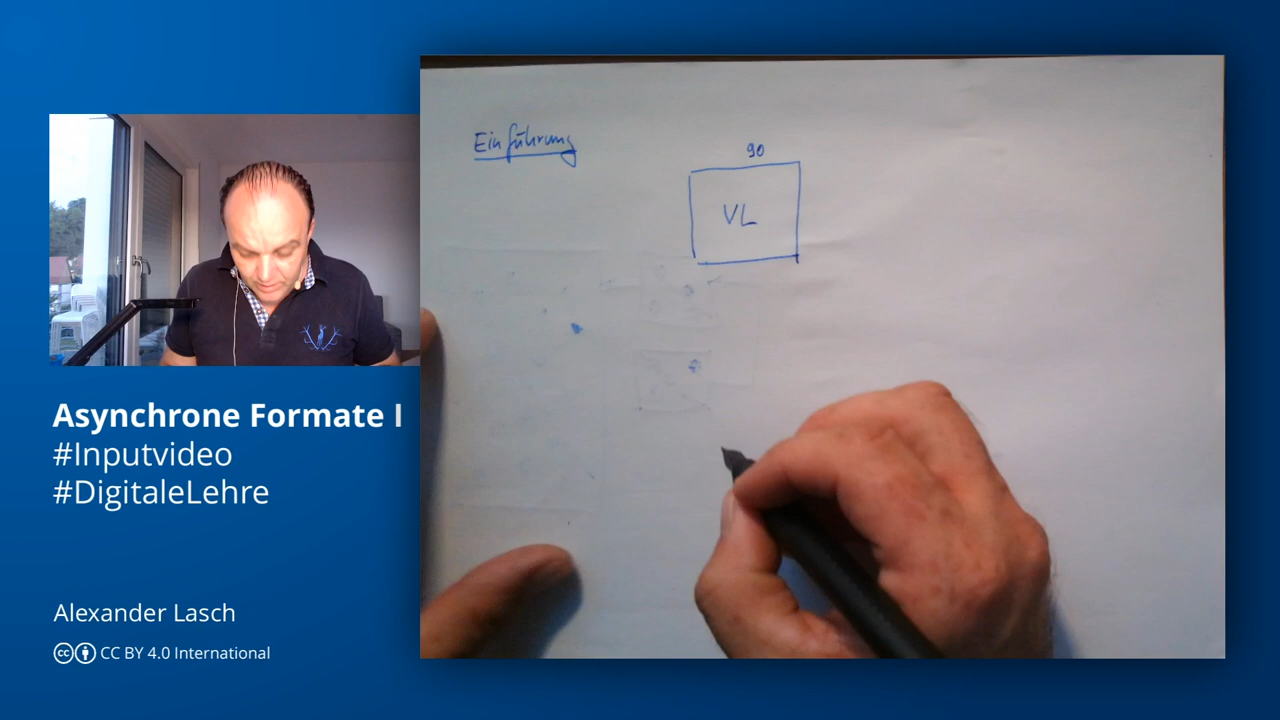 Einführung
90
VL
Asynchrone Formate I
#Inputvideo
#DigitaleLehre
Alexander Lasch
CC BY 4.0 International